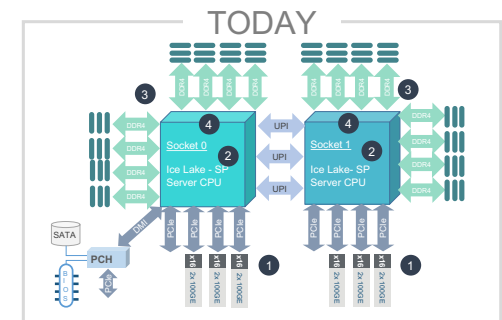 TODAY
DDR4
DDR4
DDR4
DDR4
DDR4
DDR4
DDR4
DDR4
3
3
4
4
DDR4
DDR4
DDR4
DDR4
Socket 0
2
Ice Lake - SP
Server CPU
UPI
UPI
UPI
Socket 1
2
Ice Lake- SP
Server CPU
DDR4
DDR4
DDR4
DDR4
DMI
PCIe
PCIe
PCIe
PCIe
PCIe
PCIe
PCIe
PCIe
SATA
PCH
BIOS
PCIe
x16
x16
x16
2x 100GE
2x 100GE
2x 100GE
1
x16
x16
x16
2x 100GE
2x 100GE
2x 100GE
1